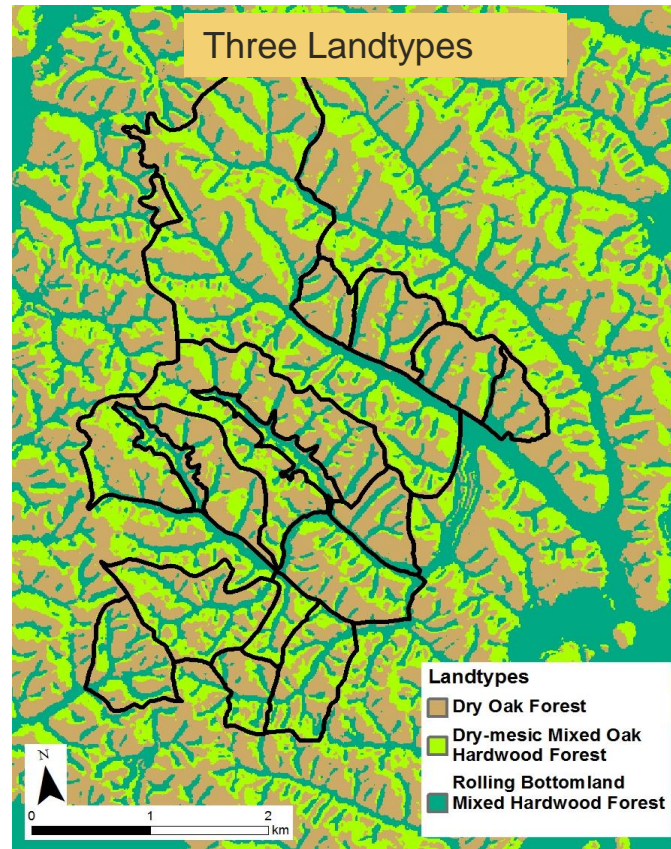 Three Landtypes
Landtypes
Dry Oak Forest
Dry-mesic Mixed Oak
Hardwood Forest
Rolling Bottomland
Mixed Hardwood Forest
N
0 1 2
km